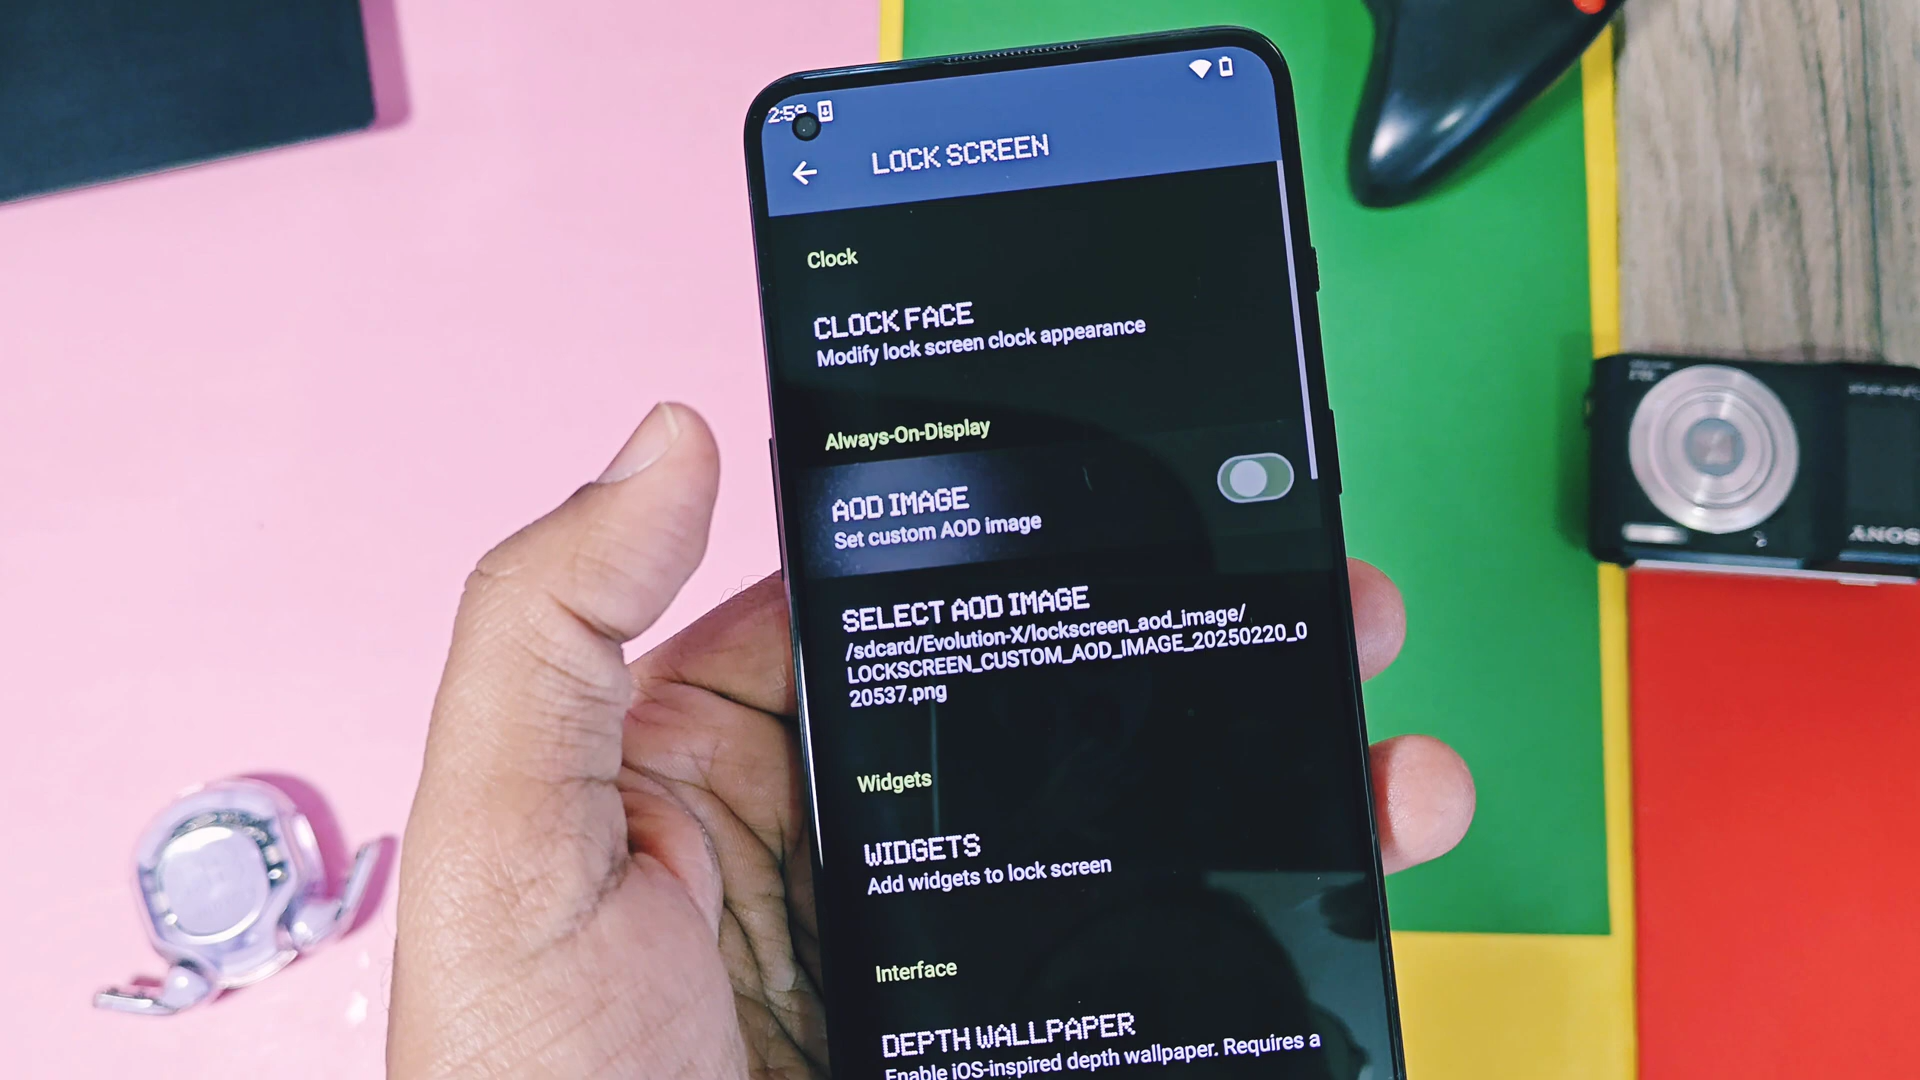 2:59
LOCK SCREEN
Clock
CLOCK FACE
Modify lock screen clock appearance
Always-On-Display
AOD IMAGE
Set custom AOD image
SELECT AOD IMAGE
/sdcard/Evolution-X/lockscreen_aod_image/
LOCKSCREEN_CUSTOM_AOD_IMAGE_20250220_0
20537.png
Widgets
WIDGETS
Add widgets to lock screen
Interface
DEPTH WALLPAPER
Enable iOS-inspired depth wallpaper. Requires a
SONY